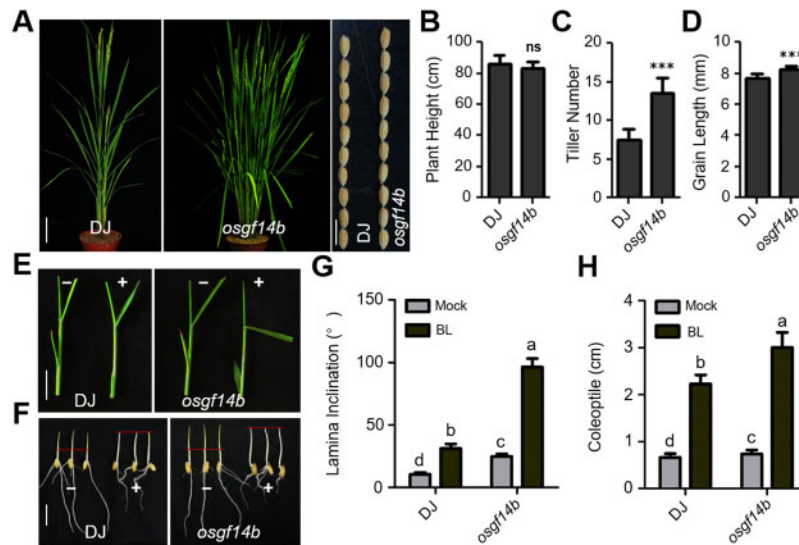 A
DJ
osgf14b
DJ
osgf14b
B
Plant Height (cm)
100
80
60
40
20
0
ns
DJ
osgf14b
C
Tiller Number
20
15
10
5
0
***
DJ
osgf14b
D
Grain Length (mm)
10
8
6
4
2
0
***
DJ
osgf14b
E
− +
DJ
− +
osgf14b
F
− +
DJ
− +
osgf14b
G
Lamina Inclination (°)
150
100
50
0
Mock
BL
d
b
c
a
DJ
osgf14b
H
Coleoptile (cm)
4
3
2
1
0
Mock
BL
d
b
c
a
DJ
osgf14b